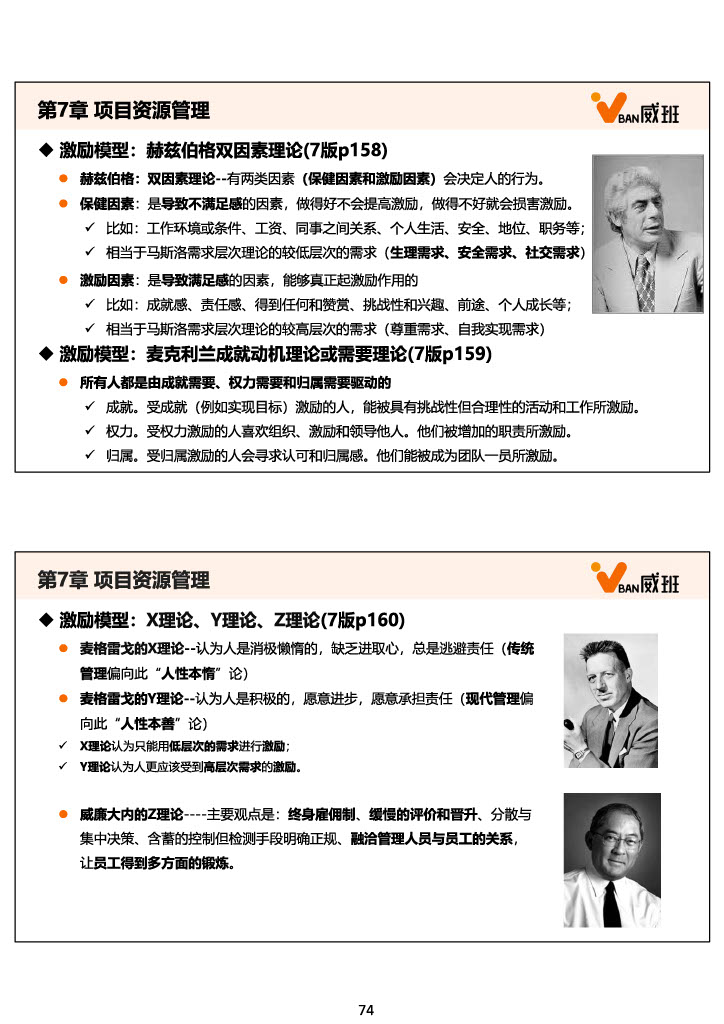 第7章 项目资源管理
BAN威班
◆ 激励模型：赫兹伯格双因素理论(7版p158)
● 赫兹伯格：双因素理论--有两类因素（保健因素和激励因素）会决定人的行为。
● 保健因素：是导致不满足感的因素，做得好不会提高激励，做得不好就会损害激励。
✓ 比如：工作环境或条件、工资、同事之间关系、个人生活、安全、地位、职务等；
✓ 相当于马斯洛需求层次理论的较低层次的需求（生理需求、安全需求、社交需求）
● 激励因素：是导致满足感的因素，能够真正起激励作用的
✓ 比如：成就感、责任感、得到任何和赞赏、挑战性和兴趣、前途、个人成长等；
✓ 相当于马斯洛需求层次理论的较高层次的需求（尊重需求、自我实现需求）
◆ 激励模型：麦克利兰成就动机理论或需要理论(7版p159)
● 所有人都是由成就需要、权力需要和归属需要驱动的
✓ 成就。受成就（例如实现目标）激励的人，能被具有挑战性但合理性的活动和工作所激励。
✓ 权力。受权力激励的人喜欢组织、激励和领导他人。他们被增加的职责所激励。
✓ 归属。受归属激励的人会寻求认可和归属感。他们能被成为团队一员所激励。
第7章 项目资源管理
BAN威班
◆ 激励模型：X理论、Y理论、Z理论(7版p160)
● 麦格雷戈的X理论--认为人是消极懒惰的，缺乏进取心，总是逃避责任（传统
管理偏向此“人性本惰”论）
● 麦格雷戈的Y理论--认为人是积极的，愿意进步，愿意承担责任（现代管理偏
向此“人性本善”论）
✓ X理论认为只能用低层次的需求进行激励；
✓ Y理论认为人更应该受到高层次需求的激励。
● 威廉大内的Z理论----主要观点是：终身雇佣制、缓慢的评价和晋升、分散与
集中决策、含蓄的控制但检测手段明确正规、融洽管理人员与员工的关系，
让员工得到多方面的锻炼。
74